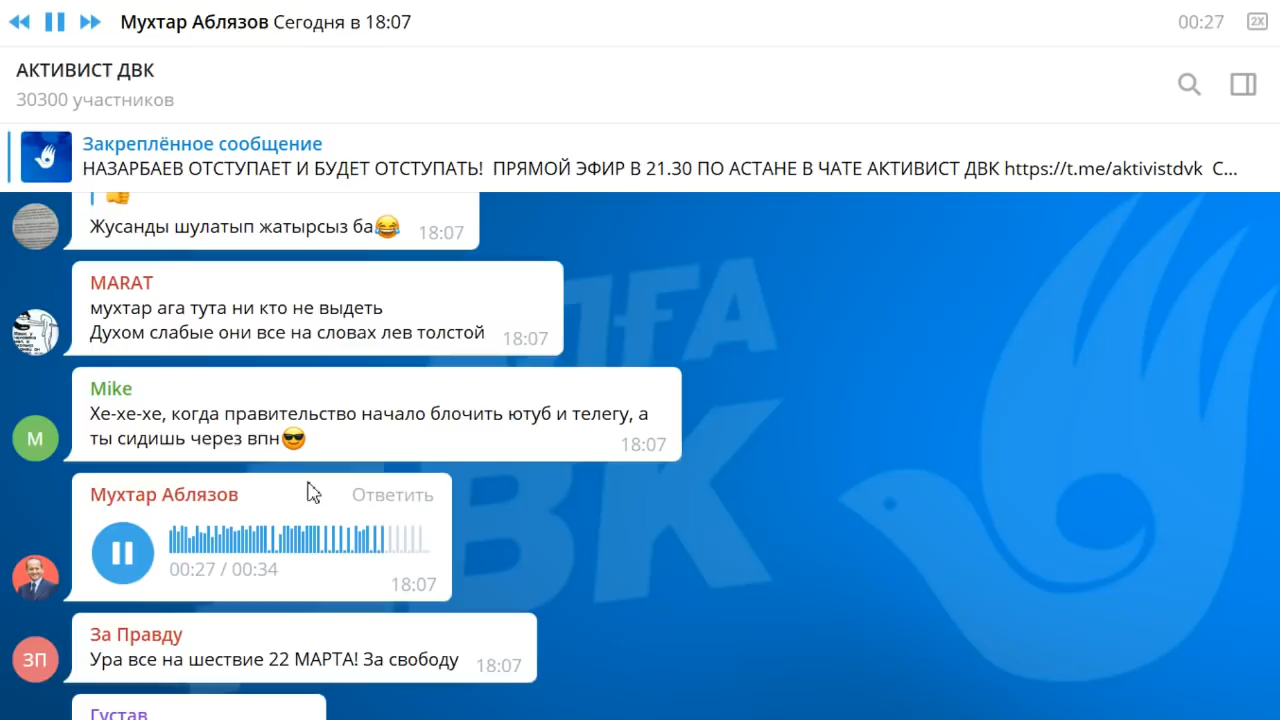 Мухтар Аблязов Сегодня в 18:07
00:27
2X
АКТИВИСТ ДВК
30300 участников
Закреплённое сообщение
НАЗАРБАЕВ ОТСТУПАЕТ И БУДЕТ ОТСТУПАТЬ! ПРЯМОЙ ЭФИР В 21.30 ПО АСТАНЕ В ЧАТЕ АКТИВИСТ ДВК https://t.me/aktivistdvk С...
Жусанды шулатып жатырсыз ба😂 18:07
MARAT
мухтар ага тута ни кто не выдеть
Духом слабые они все на словах лев толстой 18:07
Mike
Хе-хе-хе, когда правительство начало блочить ютуб и телегу, а
ты сидишь через впн😎 18:07
М
Мухтар Аблязов Ответить
00:27 / 00:34
18:07
За Правду
Ура все на шествие 22 МАРТА! За свободу 18:07
ЗП
Густав